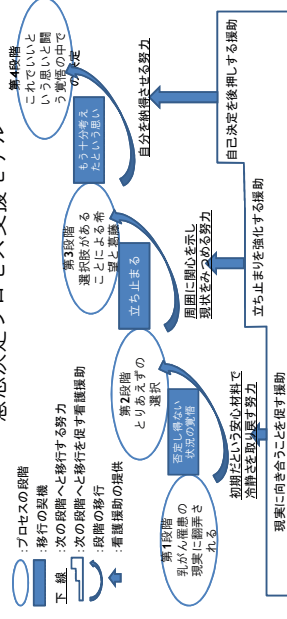 意思決定プロセス支援モデル
:プロセスの段階
:移行の契機
下 線
:次の段階へと移行する努力
:次の段階へと移行を促す看護援助
:段階の移行
:看護援助の提供
第1段階
乳がん罹患の
現実に翻弄さ
れる
否定し得ない
状況の覚悟
初期だという安心材料で
冷静さを取り戻す努力
現実に向き合うことを促す援助
第2段階
とりあえずの
選択
立ち止まる
周囲に関心を示し
現状をみつめる努力
立ち止まりを強化する援助
第3段階
選択肢がある
ことによる希
望と葛藤
もう十分考え
たという思い
自分を納得させる努力
自己決定を後押しする援助
第4段階
これでいいと
いう思いと闘
う覚悟の中で
の決定